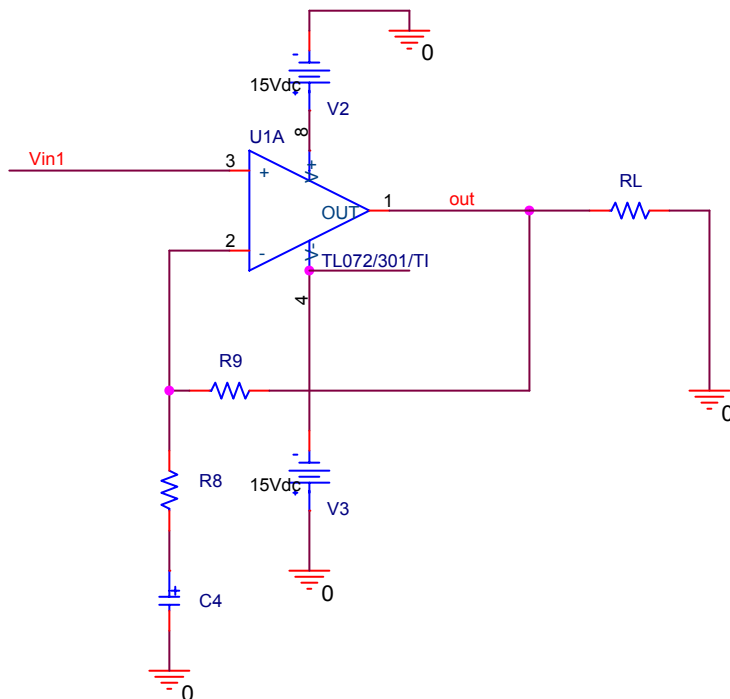 0
-
15Vdc
+
V2
8
U1A
Vin1
3
+
V+
1
out
RL
OUT
2
-
V-
TL072/301/TI
4
R9
0
-
R8
15Vdc
+
V3
+
C4
0
0